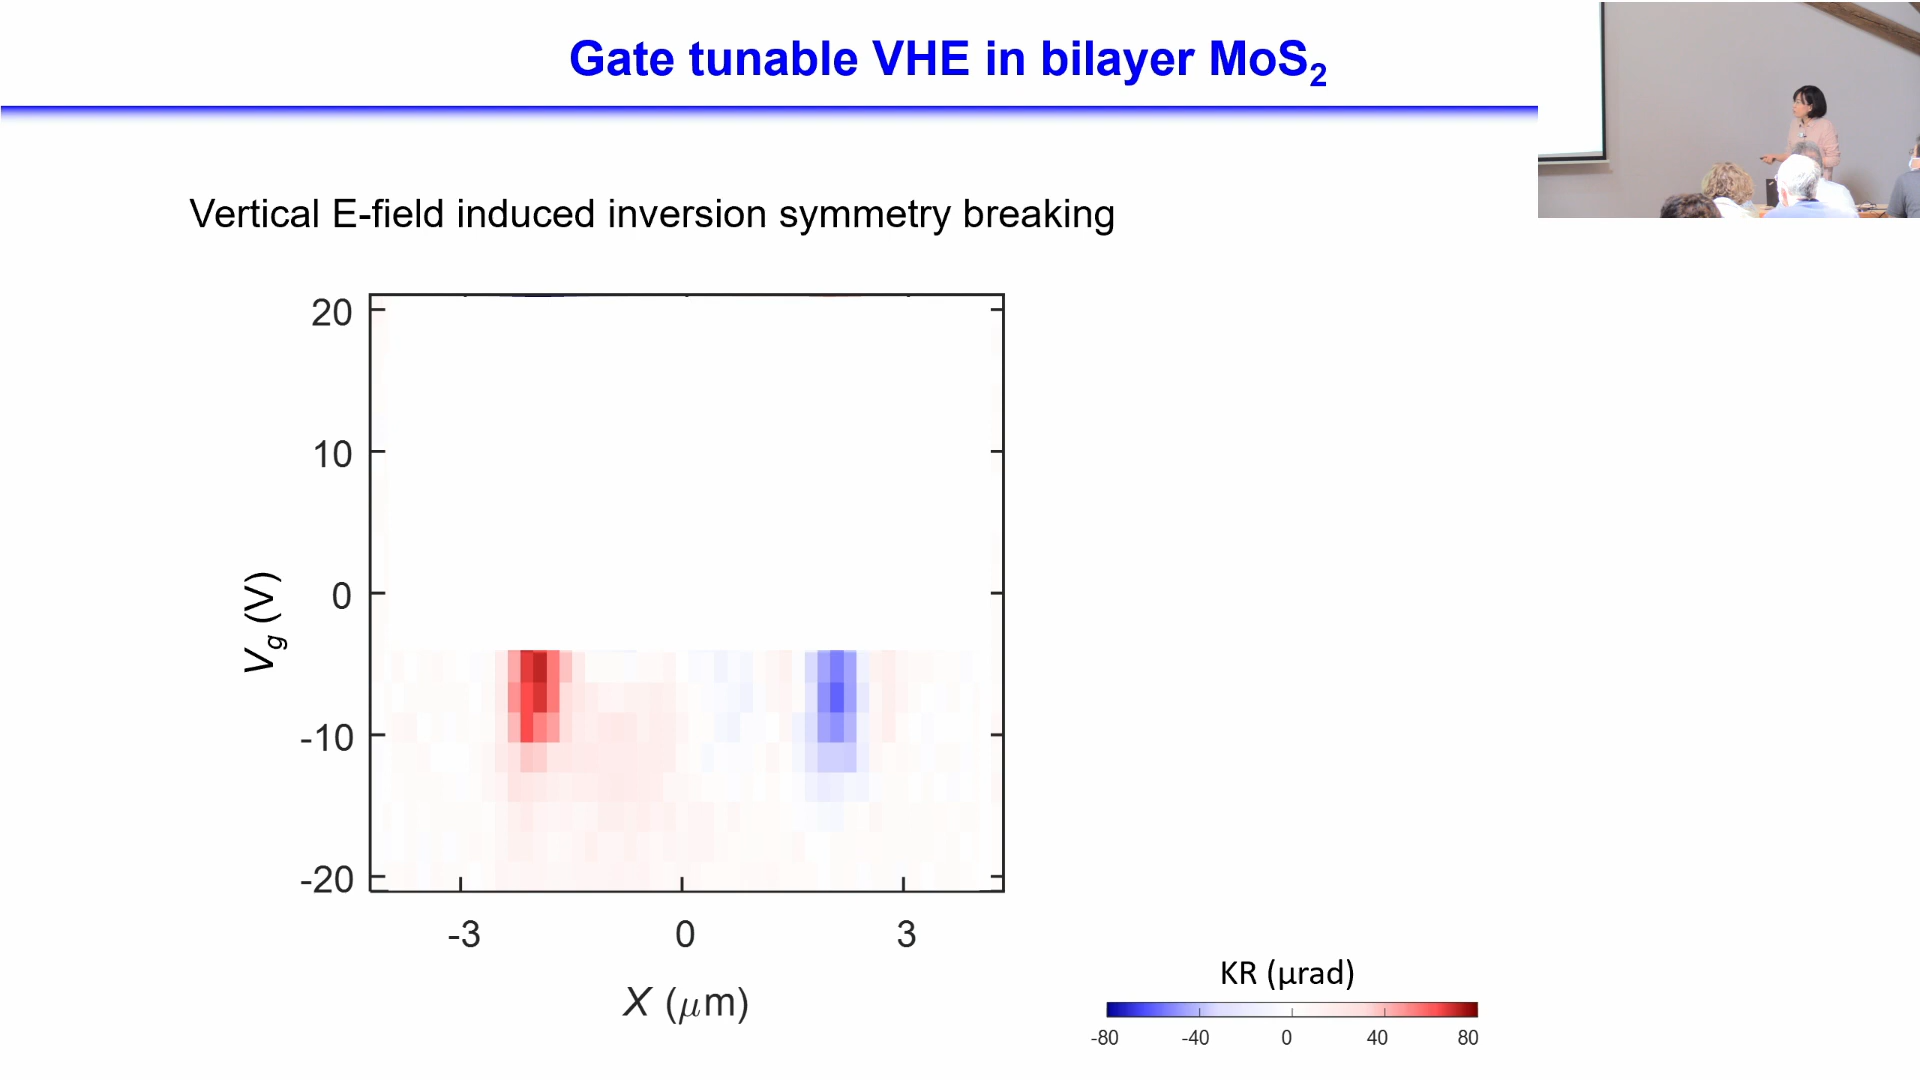 Gate tunable VHE in bilayer MoS₂
Vertical E-field induced inversion symmetry breaking
20
10
0
-10
-20
V_g (V)
-3 0 3
X (μm)
KR (μrad)
-80 -40 0 40 80